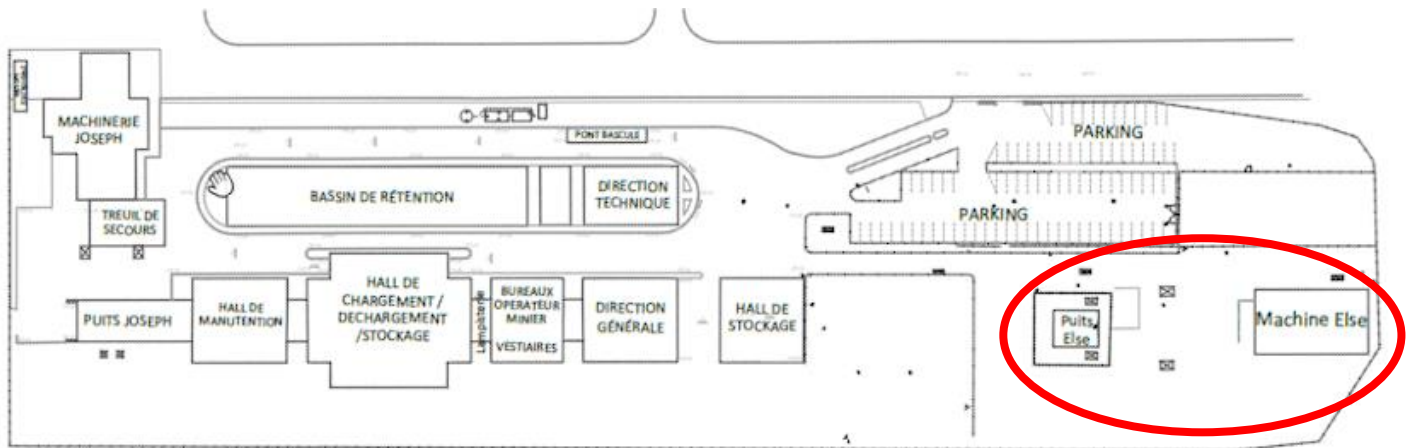 MACHINERIE
JOSEPH
PONT BASCULE
PARKING
BASSIN DE RÉTENTION
DIRECTION
TECHNIQUE
PARKING
TREUIL DE
SECOURS
PUITS JOSEPH
HALL DE
MANUTENTION
HALL DE
CHARGEMENT /
DECHARGEMENT
/STOCKAGE
Lampisterie
BUREAUX
OPERATEUR
MINIER
VESTIAIRES
DIRECTION
GÉNÉRALE
HALL DE
STOCKAGE
Puits
Else
Machine Else